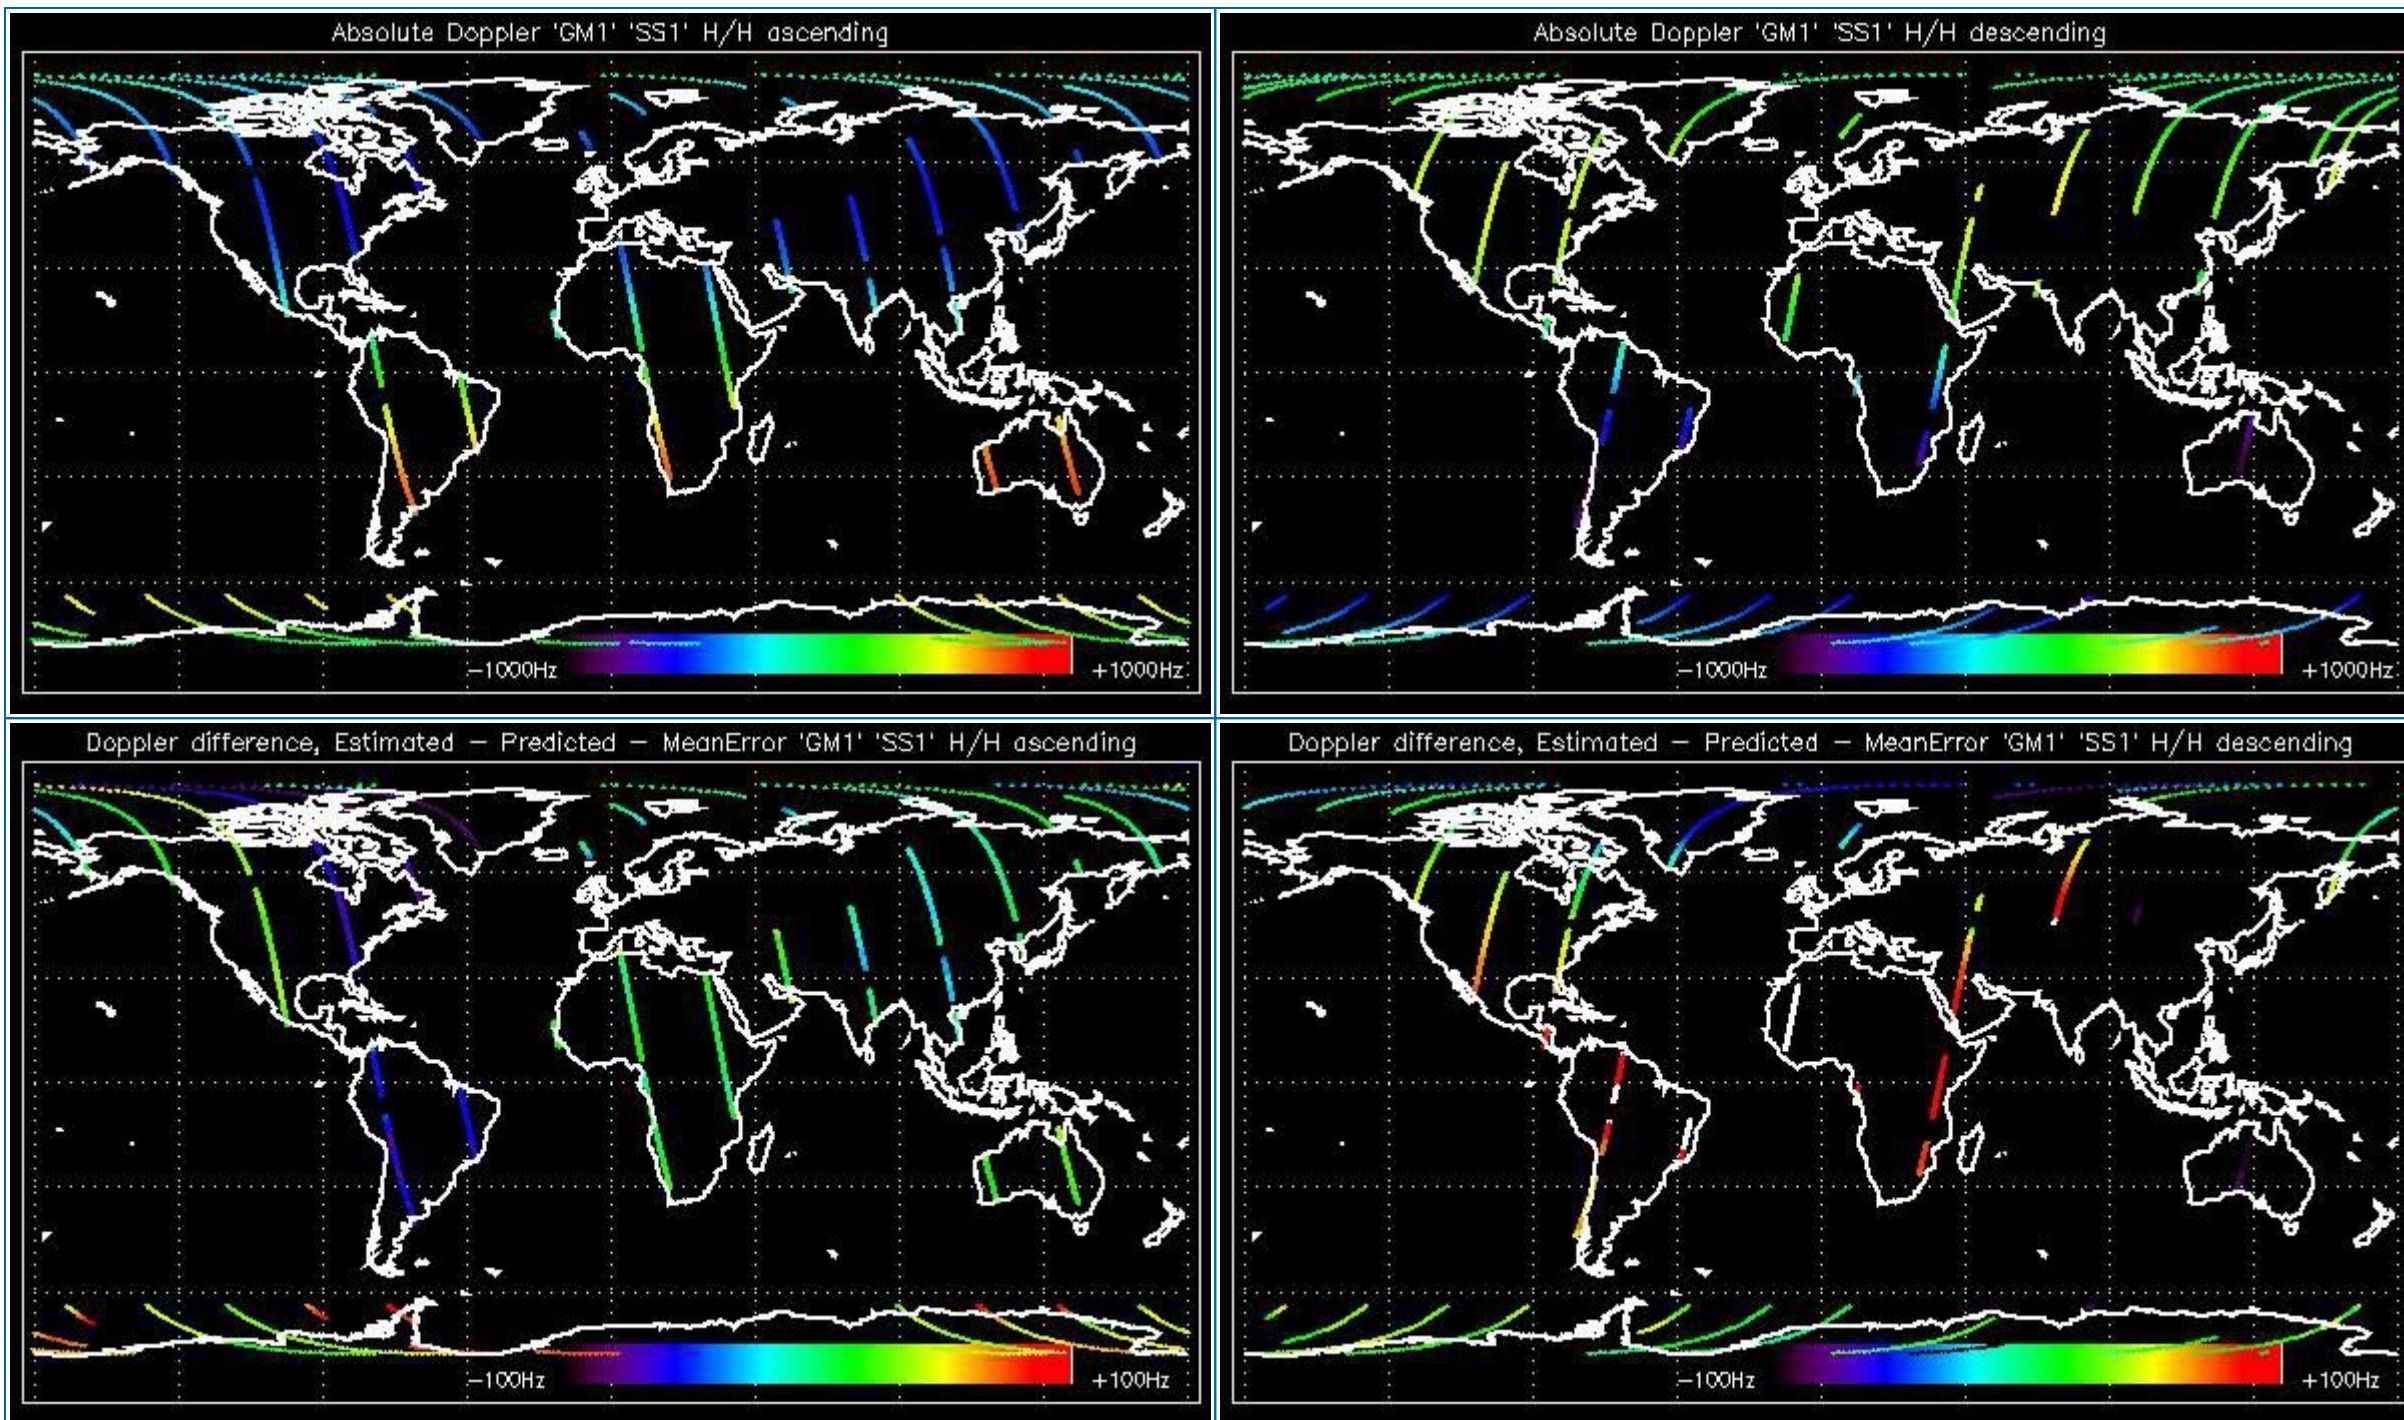 Absolute Doppler 'GM1' 'SS1' H/H ascending
−1000Hz
+1000Hz
Absolute Doppler 'GM1' 'SS1' H/H descending
−1000Hz
+1000Hz
Doppler difference, Estimated − Predicted − MeanError 'GM1' 'SS1' H/H ascending
−100Hz
+100Hz
Doppler difference, Estimated − Predicted − MeanError 'GM1' 'SS1' H/H descending
−100Hz
+100Hz